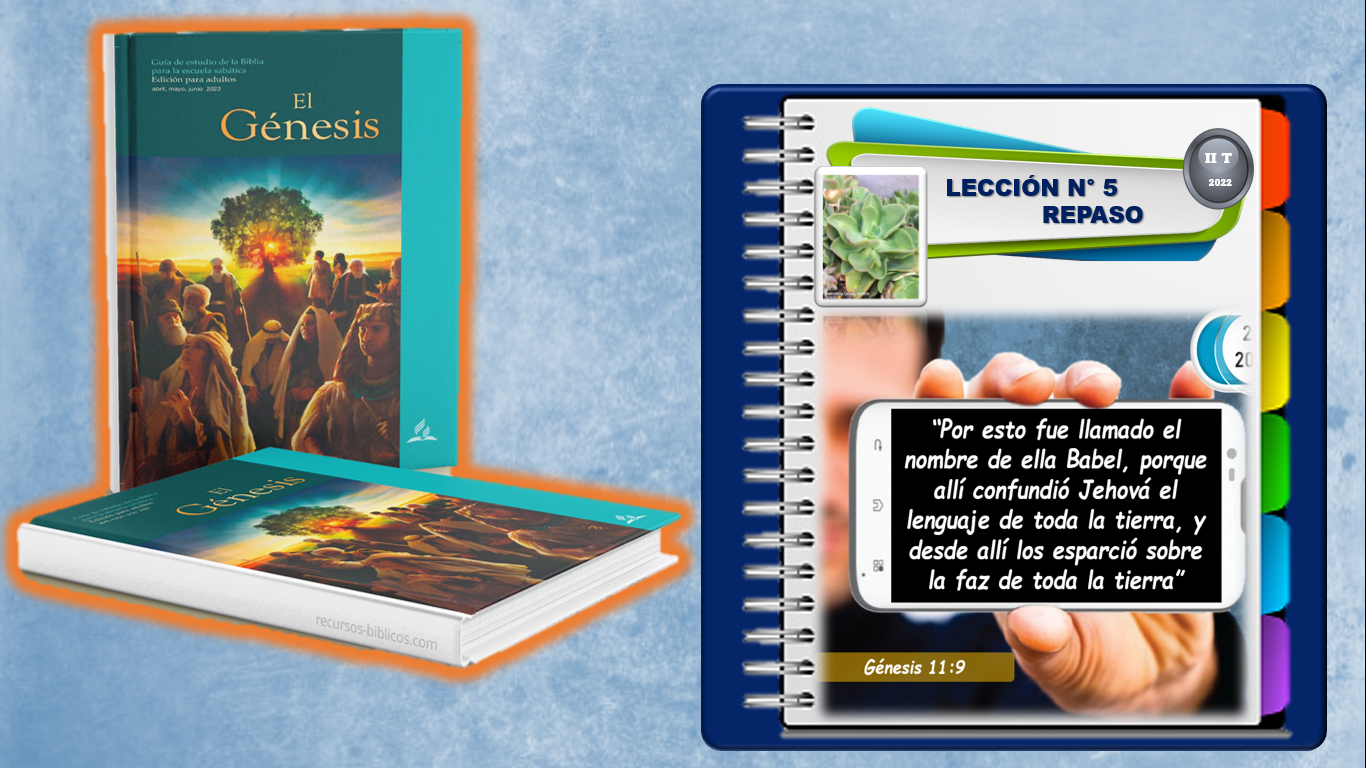 Guía de estudio de la Biblia
para la escuela sabática
Edición para adultos
abril, mayo, junio 2022
El
Génesis
El
Génesis
recursos-biblicos.com
II T
2022
LECCIÓN N° 5
REPASO
2
20
“Por esto fue llamado el
nombre de ella Babel, porque
allí confundió Jehová el
lenguaje de toda la tierra, y
desde allí los esparció sobre
la faz de toda la tierra”
Génesis 11:9